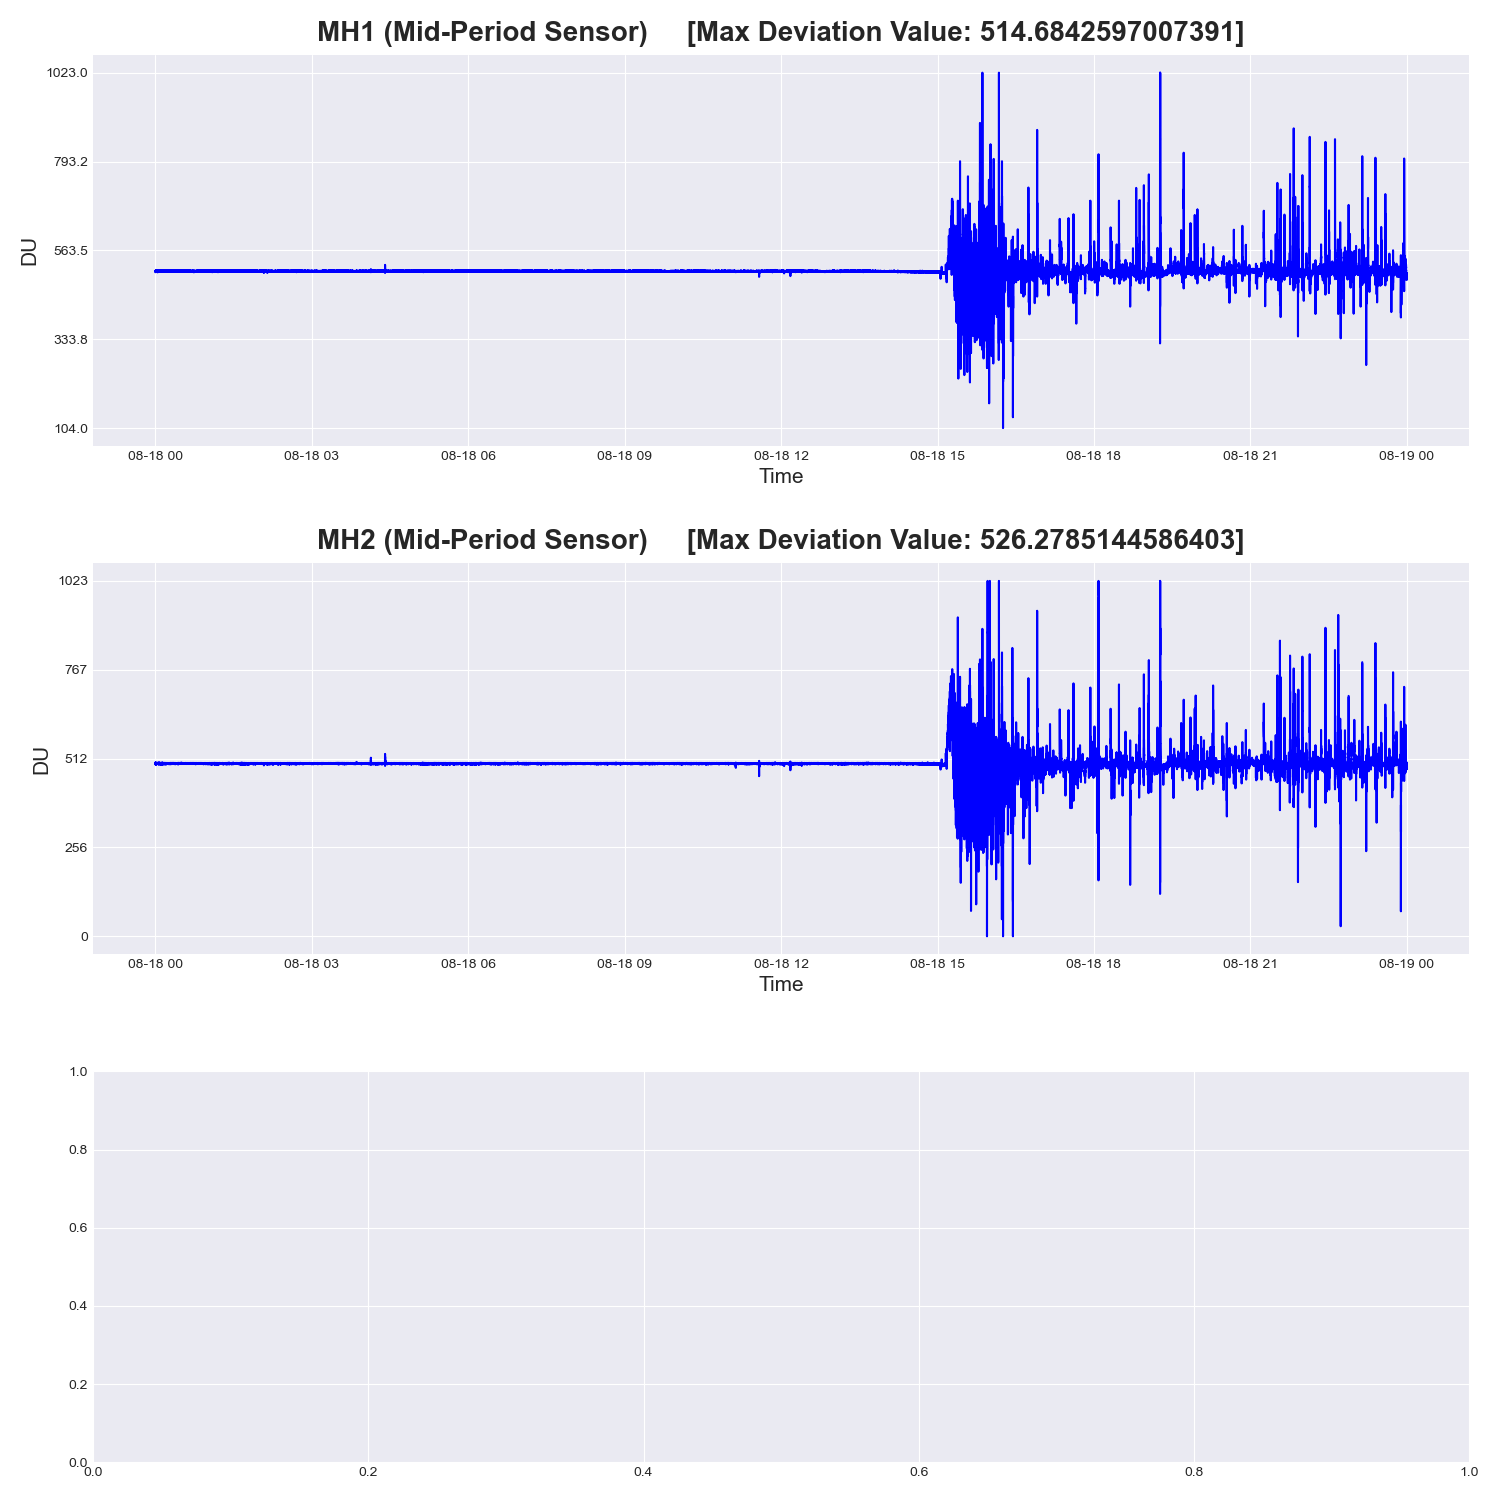 MH1 (Mid-Period Sensor) [Max Deviation Value: 514.6842597007391]
1023.0
793.2
563.5
333.8
104.0
DU
08-18 00 08-18 03 08-18 06 08-18 09 08-18 12 08-18 15 08-18 18 08-18 21 08-19 00
Time
MH2 (Mid-Period Sensor) [Max Deviation Value: 526.2785144586403]
1023
767
512
256
0
DU
08-18 00 08-18 03 08-18 06 08-18 09 08-18 12 08-18 15 08-18 18 08-18 21 08-19 00
Time
1.0
0.8
0.6
0.4
0.2
0.0
0.0 0.2 0.4 0.6 0.8 1.0